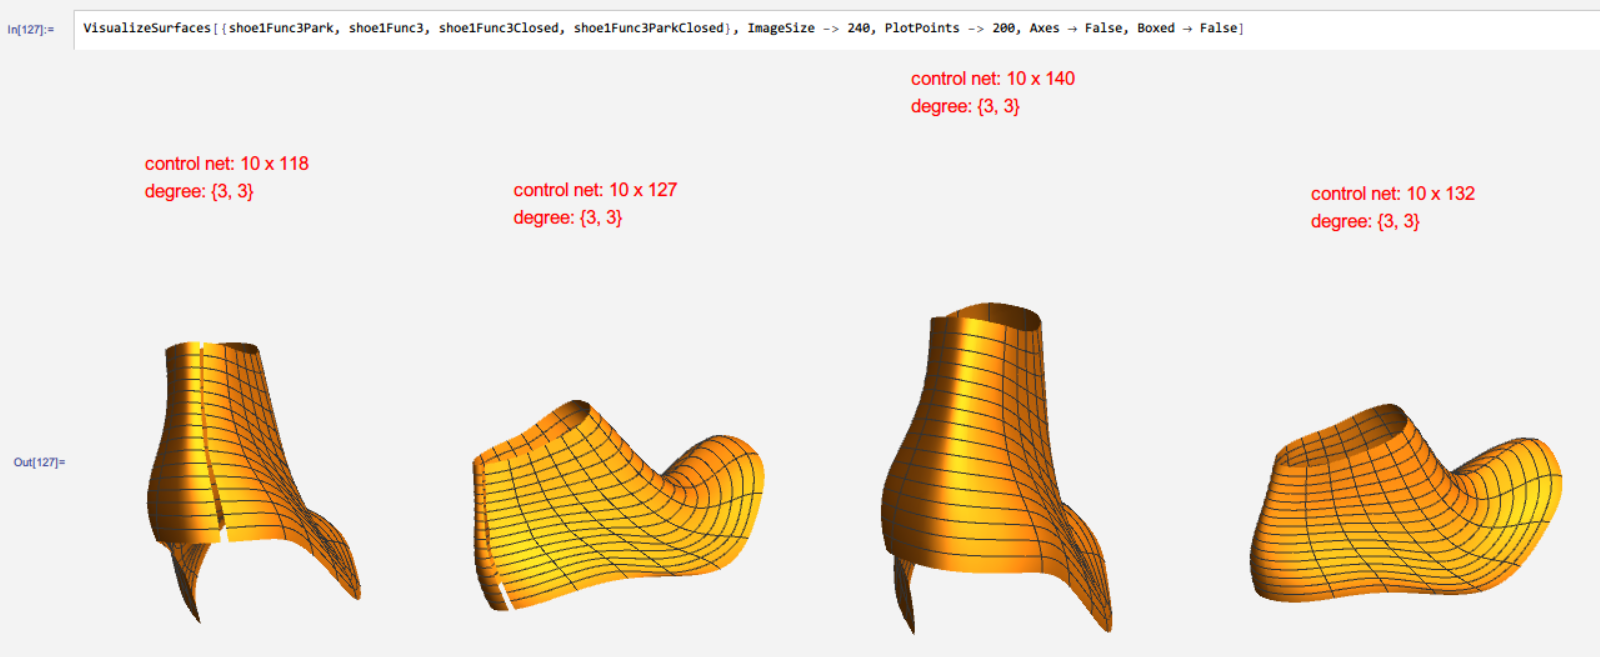 In[127]:= VisualizeSurfaces[{shoe1Func3Park, shoe1Func3, shoe1Func3Closed, shoe1Func3ParkClosed}, ImageSize -> 240, PlotPoints -> 200, Axes → False, Boxed → False]
control net: 10 x 118
degree: {3, 3}
control net: 10 x 127
degree: {3, 3}
control net: 10 x 140
degree: {3, 3}
control net: 10 x 132
degree: {3, 3}
Out[127]=